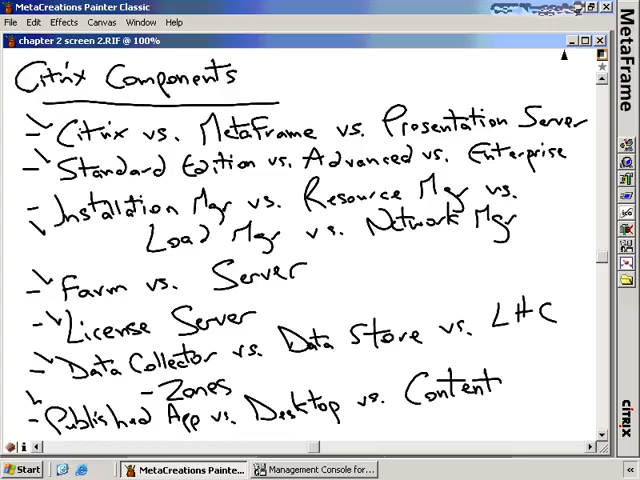 MetaCreations Painter Classic
File Edit Effects Canvas Window Help
chapter 2 screen 2.RIF @ 100%
Citrix Components
- Citrix vs. MetaFrame vs. Presentation Server
- Standard Edition vs. Advanced vs. Enterprise
- Installation Mgr vs. Resource Mgr vs.
Load Mgr vs. Network Mgr
- Farm vs. Server
- License Server
- Data Collector vs. Data Store vs. LHC
- Zones
- Published App vs. Desktop vs. Content
MetaFrame
CITRIX
Start
MetaCreations Painte...
Management Console for...